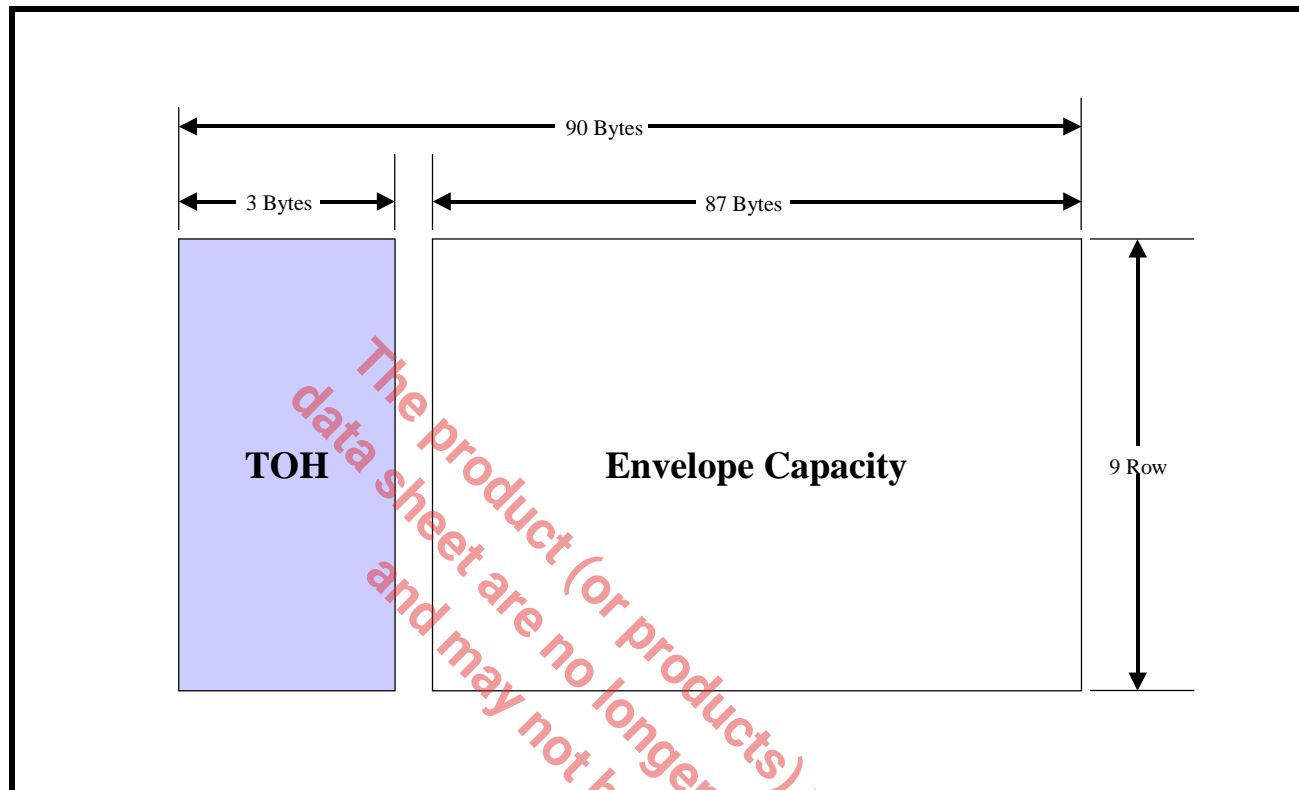 90 Bytes
3 Bytes
87 Bytes
TOH
Envelope Capacity
9 Row
The product (or products)
data sheet are no longer
and may not b